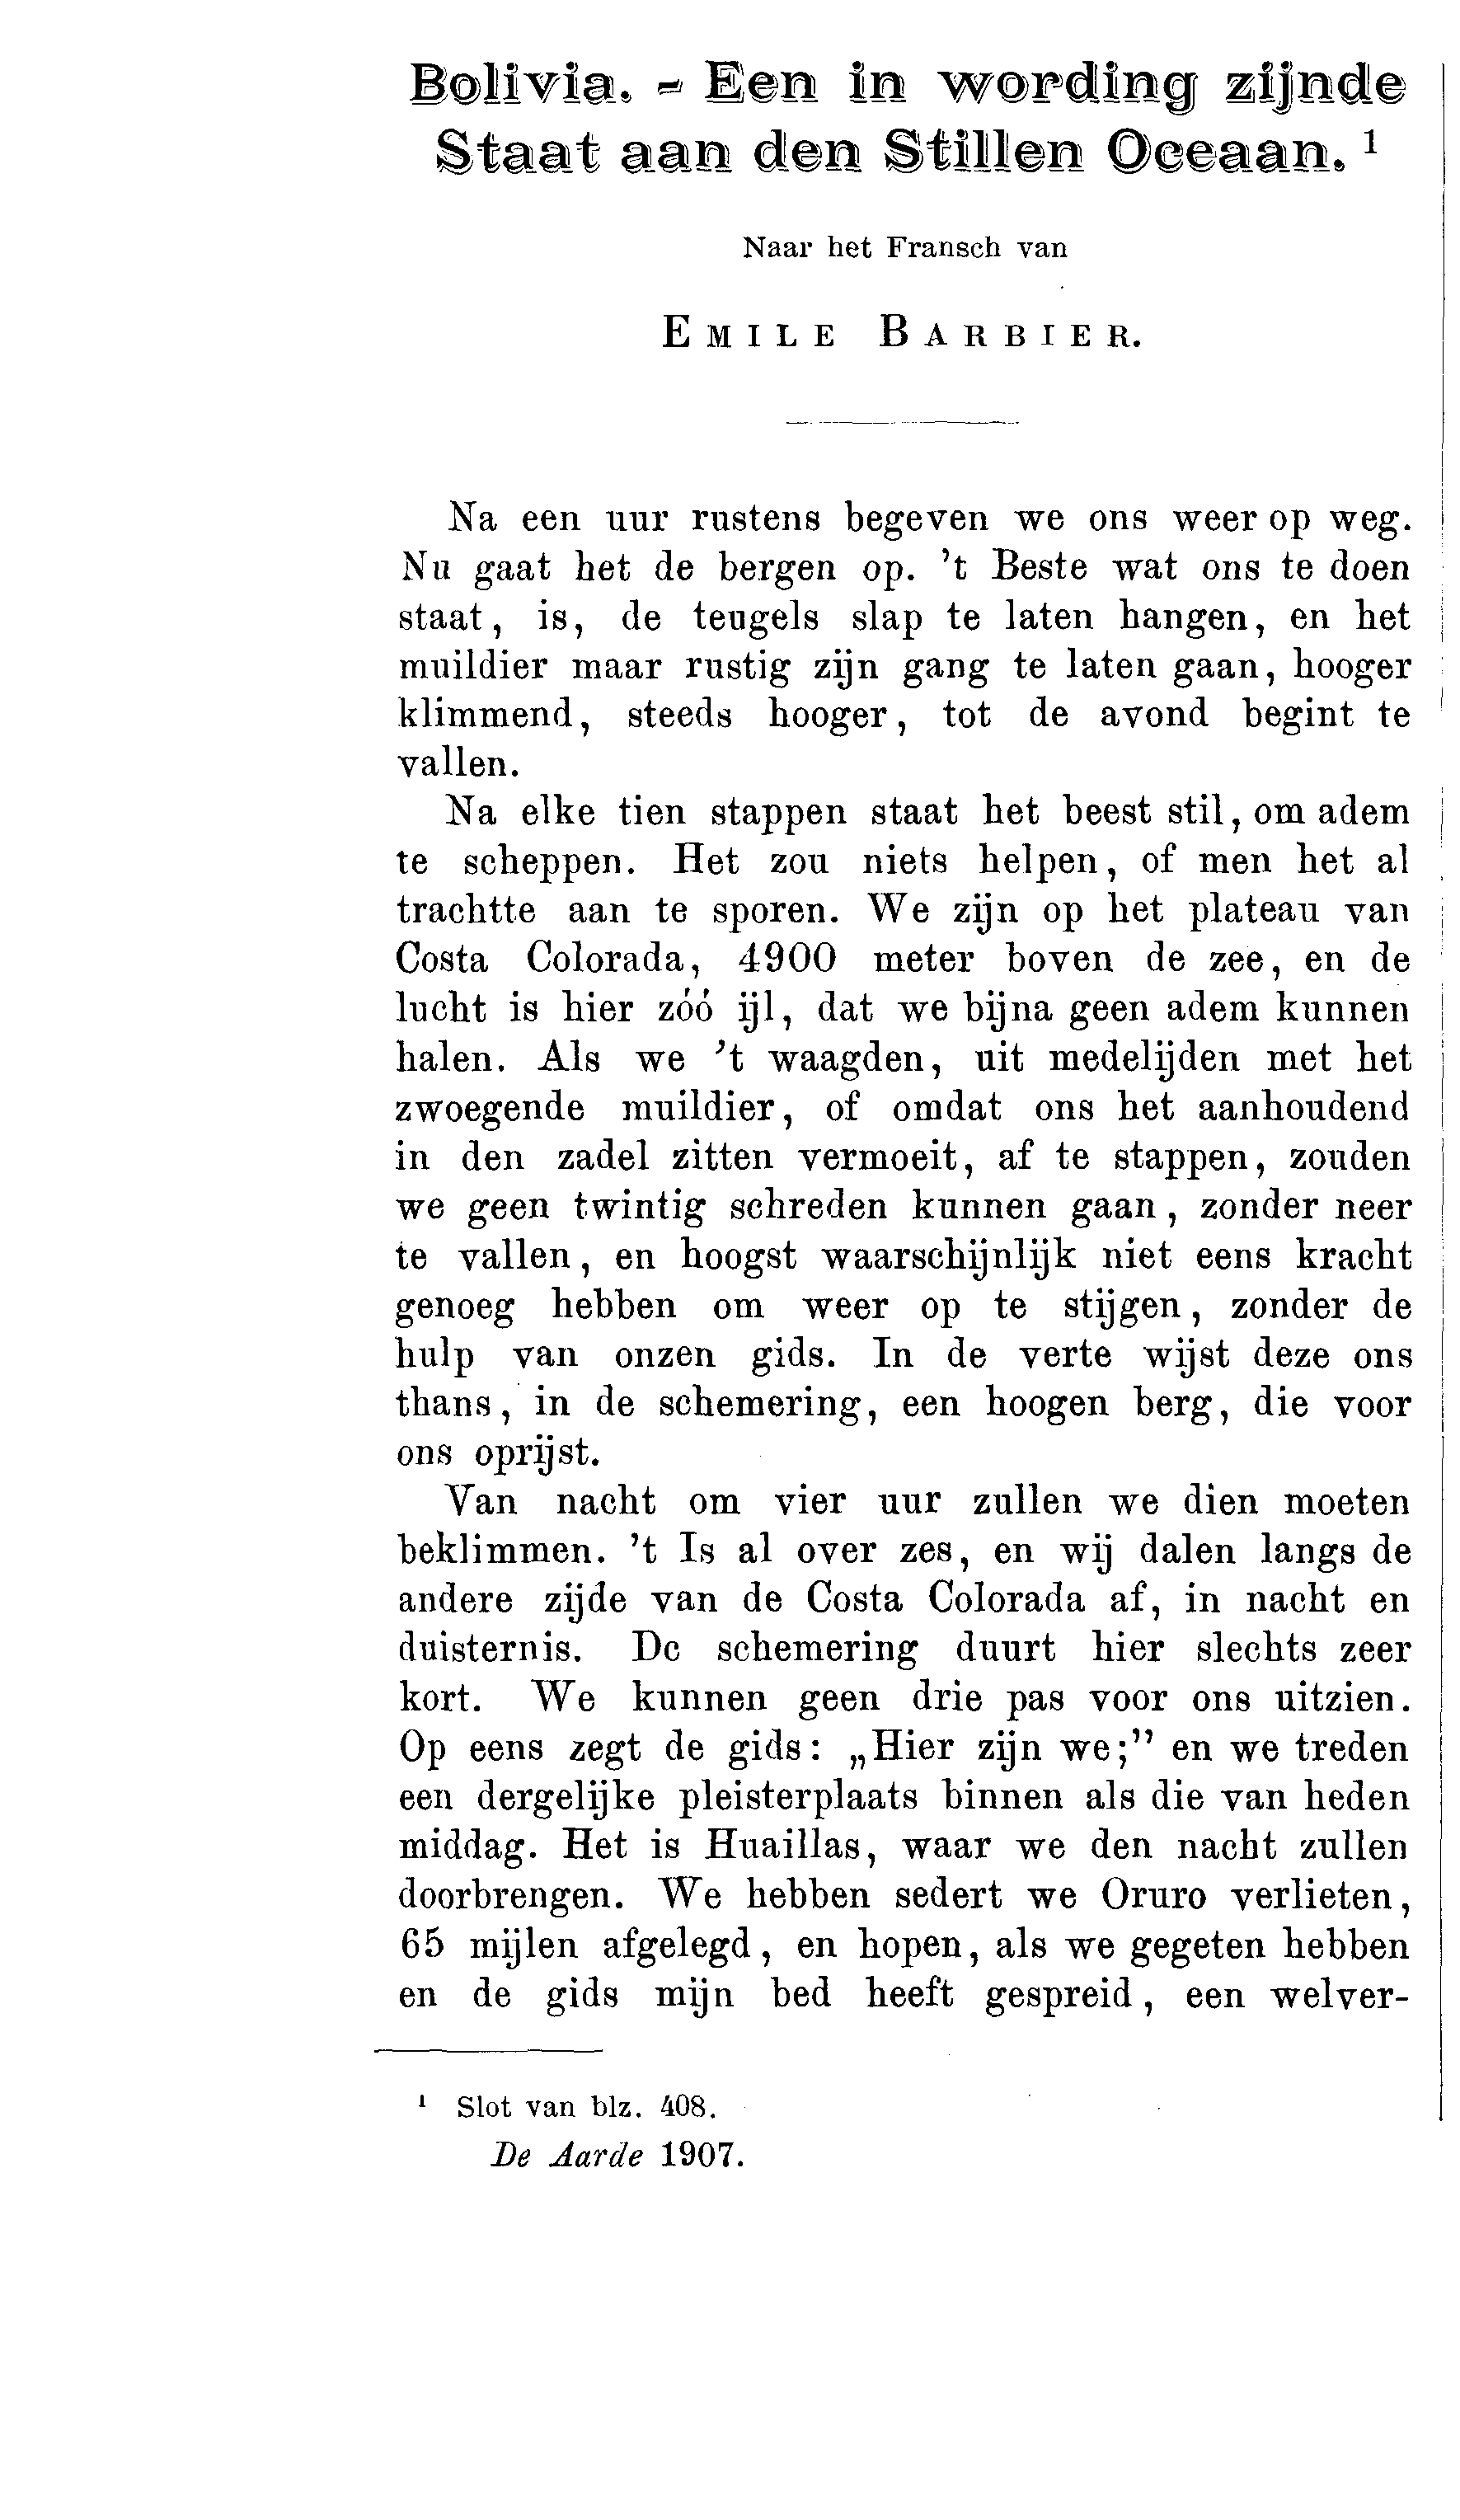 Bolivia. - Een in wording zijnde
Staat aan den Stillen Oceaan. ¹
Naar het Fransch van
EMILE BARBIER.
Na een uur rustens begeven we ons weer op weg.
Nu gaat het de bergen op. ’t Beste wat ons te doen
staat, is, de teugels slap te laten hangen, en het
muildier maar rustig zijn gang te laten gaan, hooger
klimmend, steeds hooger, tot de avond begint te
vallen.
Na elke tien stappen staat het beest stil, om adem
te scheppen. Het zou niets helpen, of men het al
trachtte aan te sporen. We zijn op het plateau van
Costa Colorada, 4900 meter boven de zee, en de
lucht is hier zóó ijl, dat we bijna geen adem kunnen
halen. Als we ’t waagden, uit medelijden met het
zwoegende muildier, of omdat ons het aanhoudend
in den zadel zitten vermoeit, af te stappen, zouden
we geen twintig schreden kunnen gaan, zonder neer
te vallen, en hoogst waarschijnlijk niet eens kracht
genoeg hebben om weer op te stijgen, zonder de
hulp van onzen gids. In de verte wijst deze ons
thans, in de schemering, een hoogen berg, die voor
ons oprijst.
Van nacht om vier uur zullen we dien moeten
beklimmen. ’t Is al over zes, en wij dalen langs de
andere zijde van de Costa Colorada af, in nacht en
duisternis. De schemering duurt hier slechts zeer
kort. We kunnen geen drie pas voor ons uitzien.
Op eens zegt de gids: „Hier zijn we;” en we treden
een dergelijke pleisterplaats binnen als die van heden
middag. Het is Huaillas, waar we den nacht zullen
doorbrengen. We hebben sedert we Oruro verlieten,
65 mijlen afgelegd, en hopen, als we gegeten hebben
en de gids mijn bed heeft gespreid, een welver-
¹ Slot van blz. 408.
De Aarde 1907.